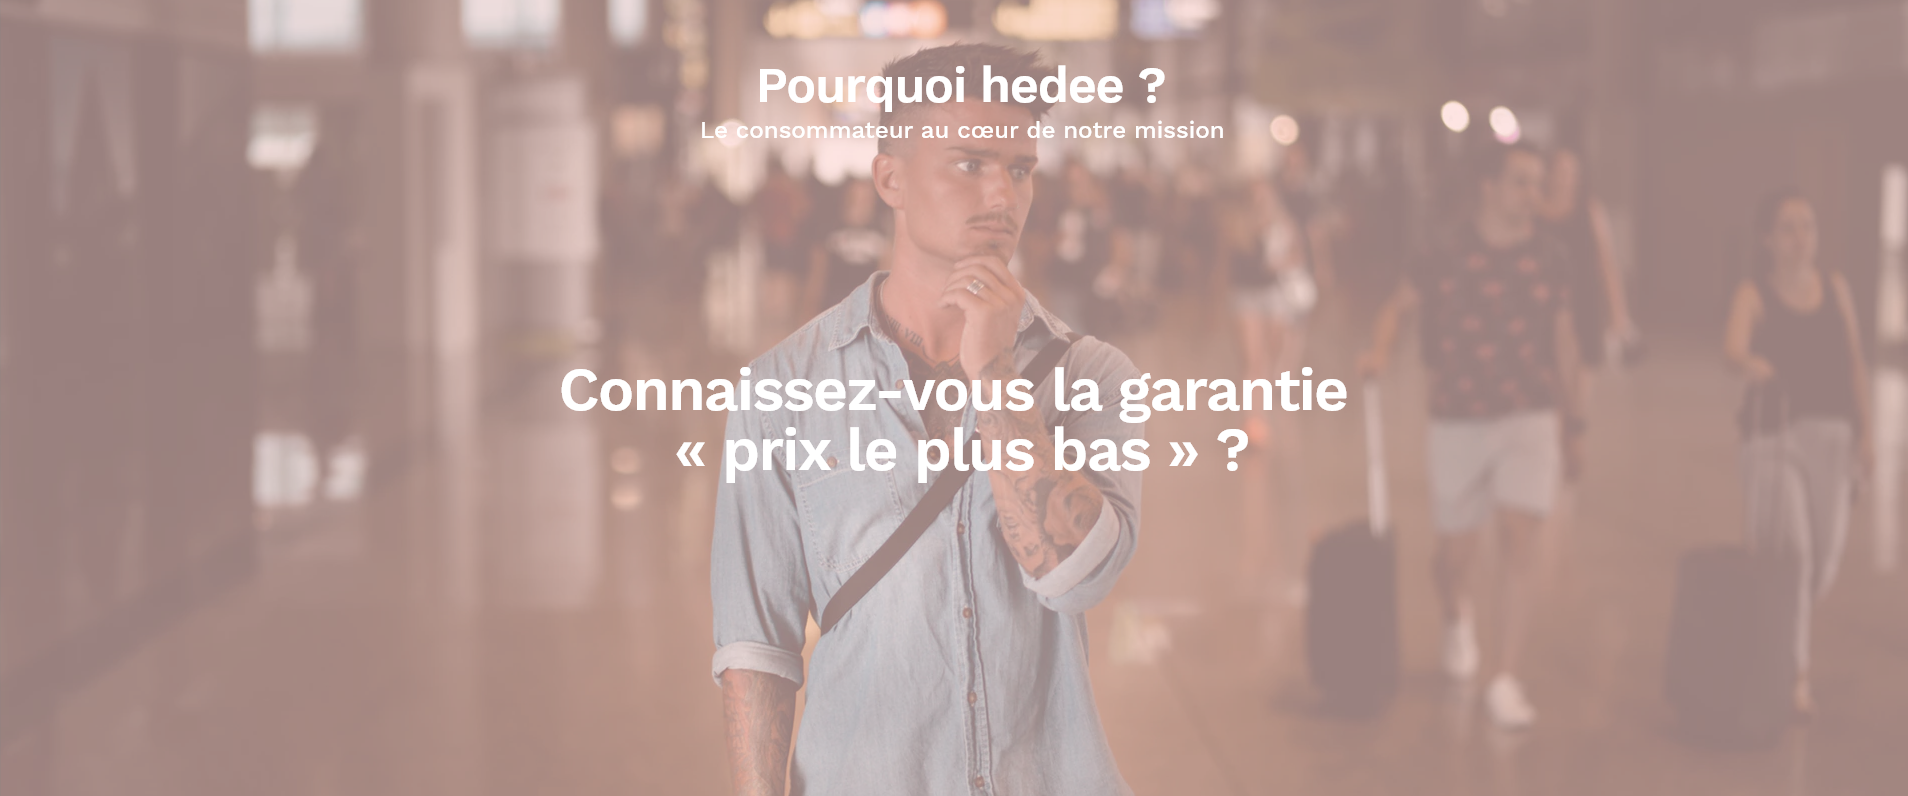 Pourquoi hedee ?
Le consommateur au cœur de notre mission
Connaissez-vous la garantie
« prix le plus bas » ?